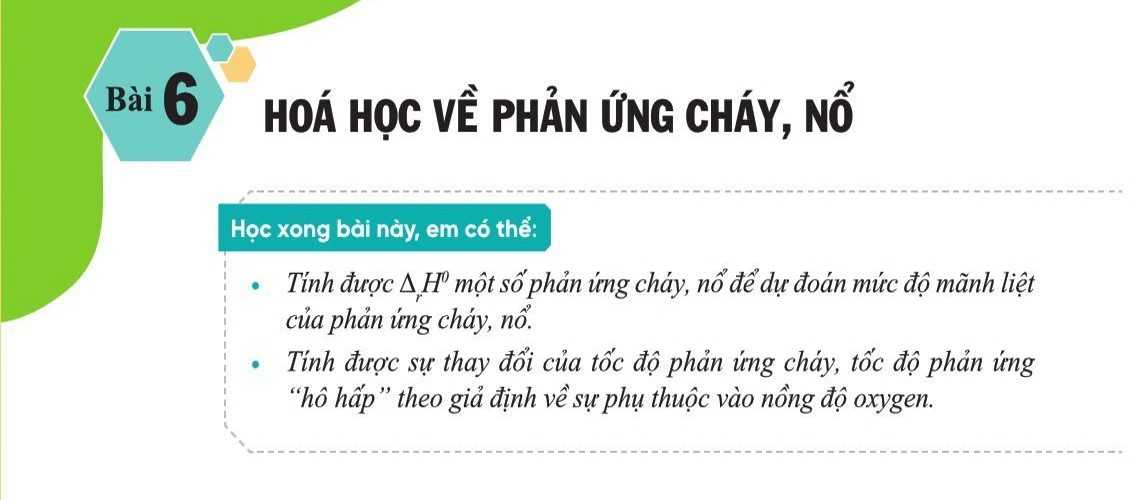 Bài 6
HOÁ HỌC VỀ PHẢN ỨNG CHÁY, NỔ
Học xong bài này, em có thể:
• Tính được ΔᵣH⁰ một số phản ứng cháy, nổ để dự đoán mức độ mãnh liệt
của phản ứng cháy, nổ.
• Tính được sự thay đổi của tốc độ phản ứng cháy, tốc độ phản ứng
“hô hấp” theo giả định về sự phụ thuộc vào nồng độ oxygen.